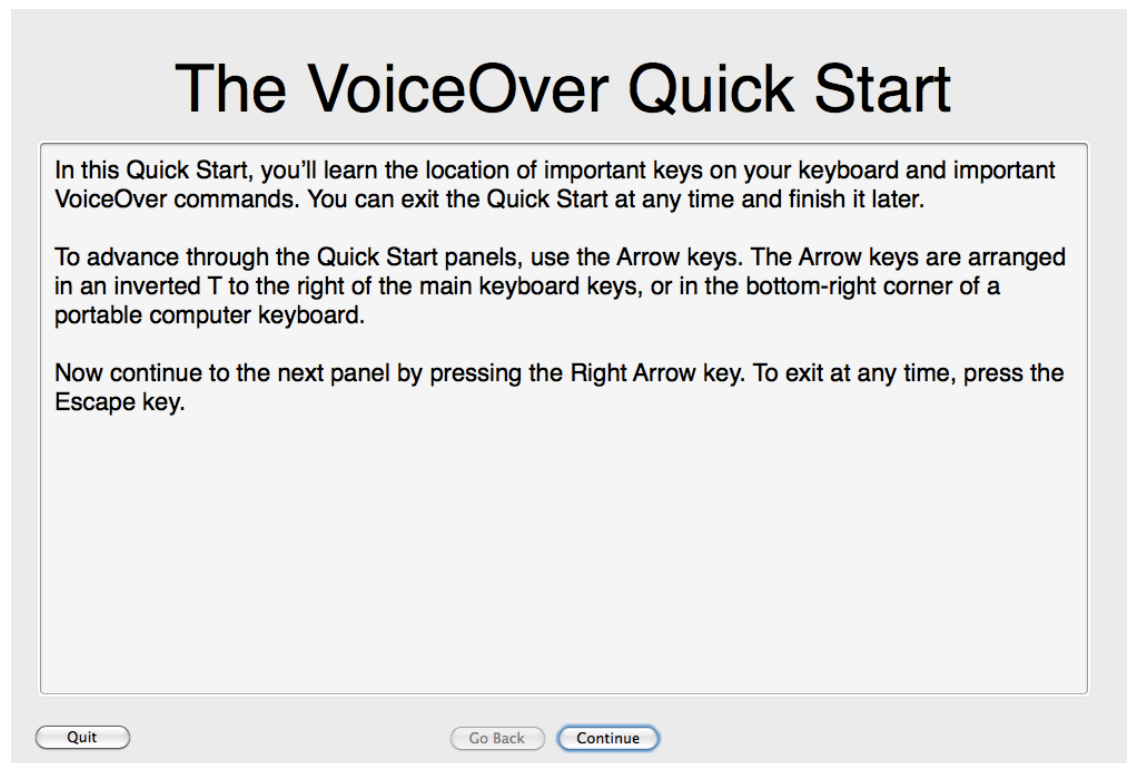 The VoiceOver Quick Start
In this Quick Start, you’ll learn the location of important keys on your keyboard and important
VoiceOver commands. You can exit the Quick Start at any time and finish it later.
To advance through the Quick Start panels, use the Arrow keys. The Arrow keys are arranged
in an inverted T to the right of the main keyboard keys, or in the bottom-right corner of a
portable computer keyboard.
Now continue to the next panel by pressing the Right Arrow key. To exit at any time, press the
Escape key.
Quit
Go Back
Continue